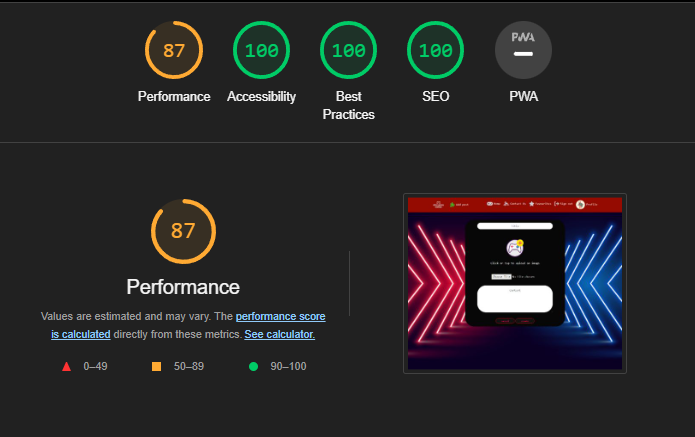 87
100
100
100
PWA
Performance
Accessibility
Best
Practices
SEO
PWA
87
Performance
Values are estimated and may vary. The performance score
is calculated directly from these metrics. See calculator.
0–49
50–89
90–100